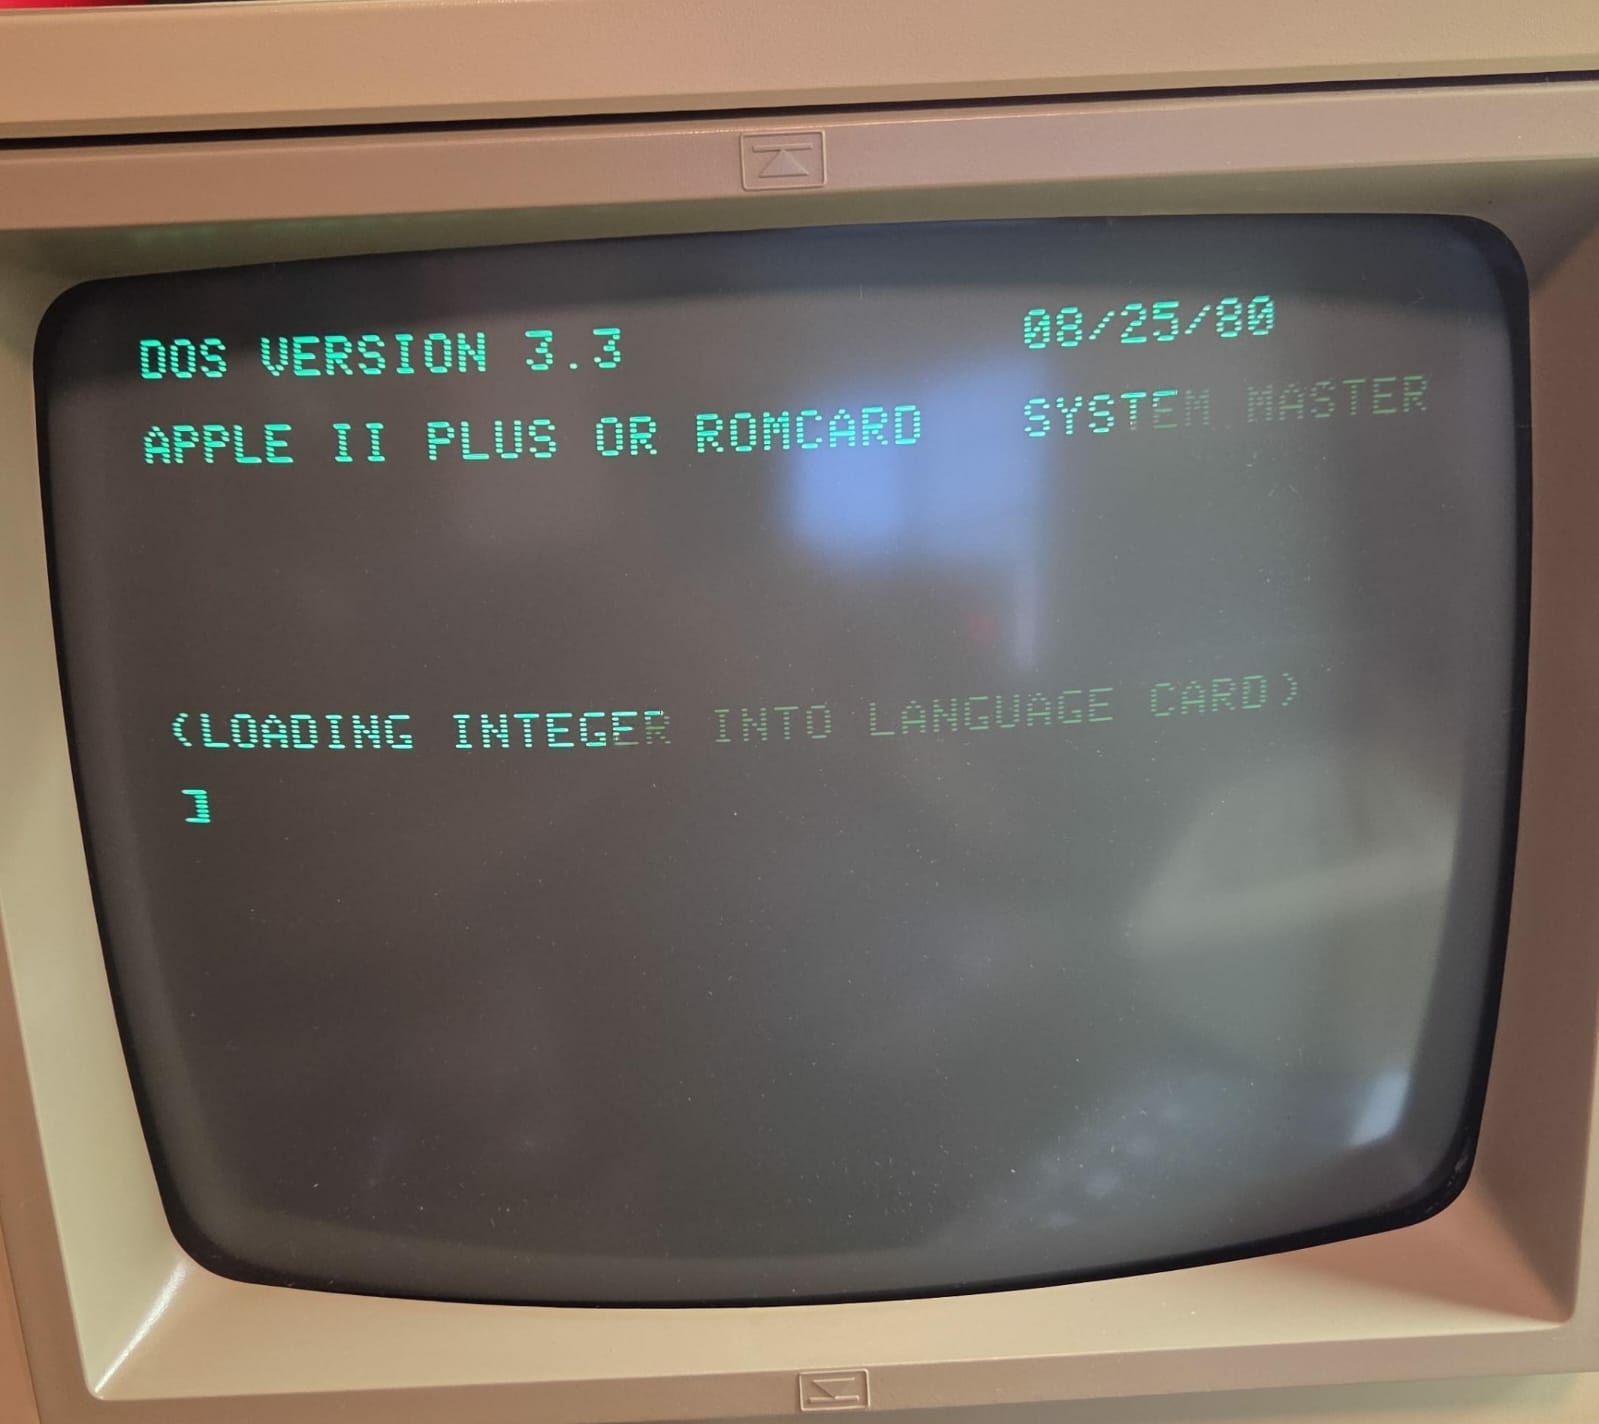 DOS VERSION 3.3 08/25/80
APPLE II PLUS OR ROMCARD SYSTEM MASTER
(LOADING INTEGER INTO LANGUAGE CARD)
]